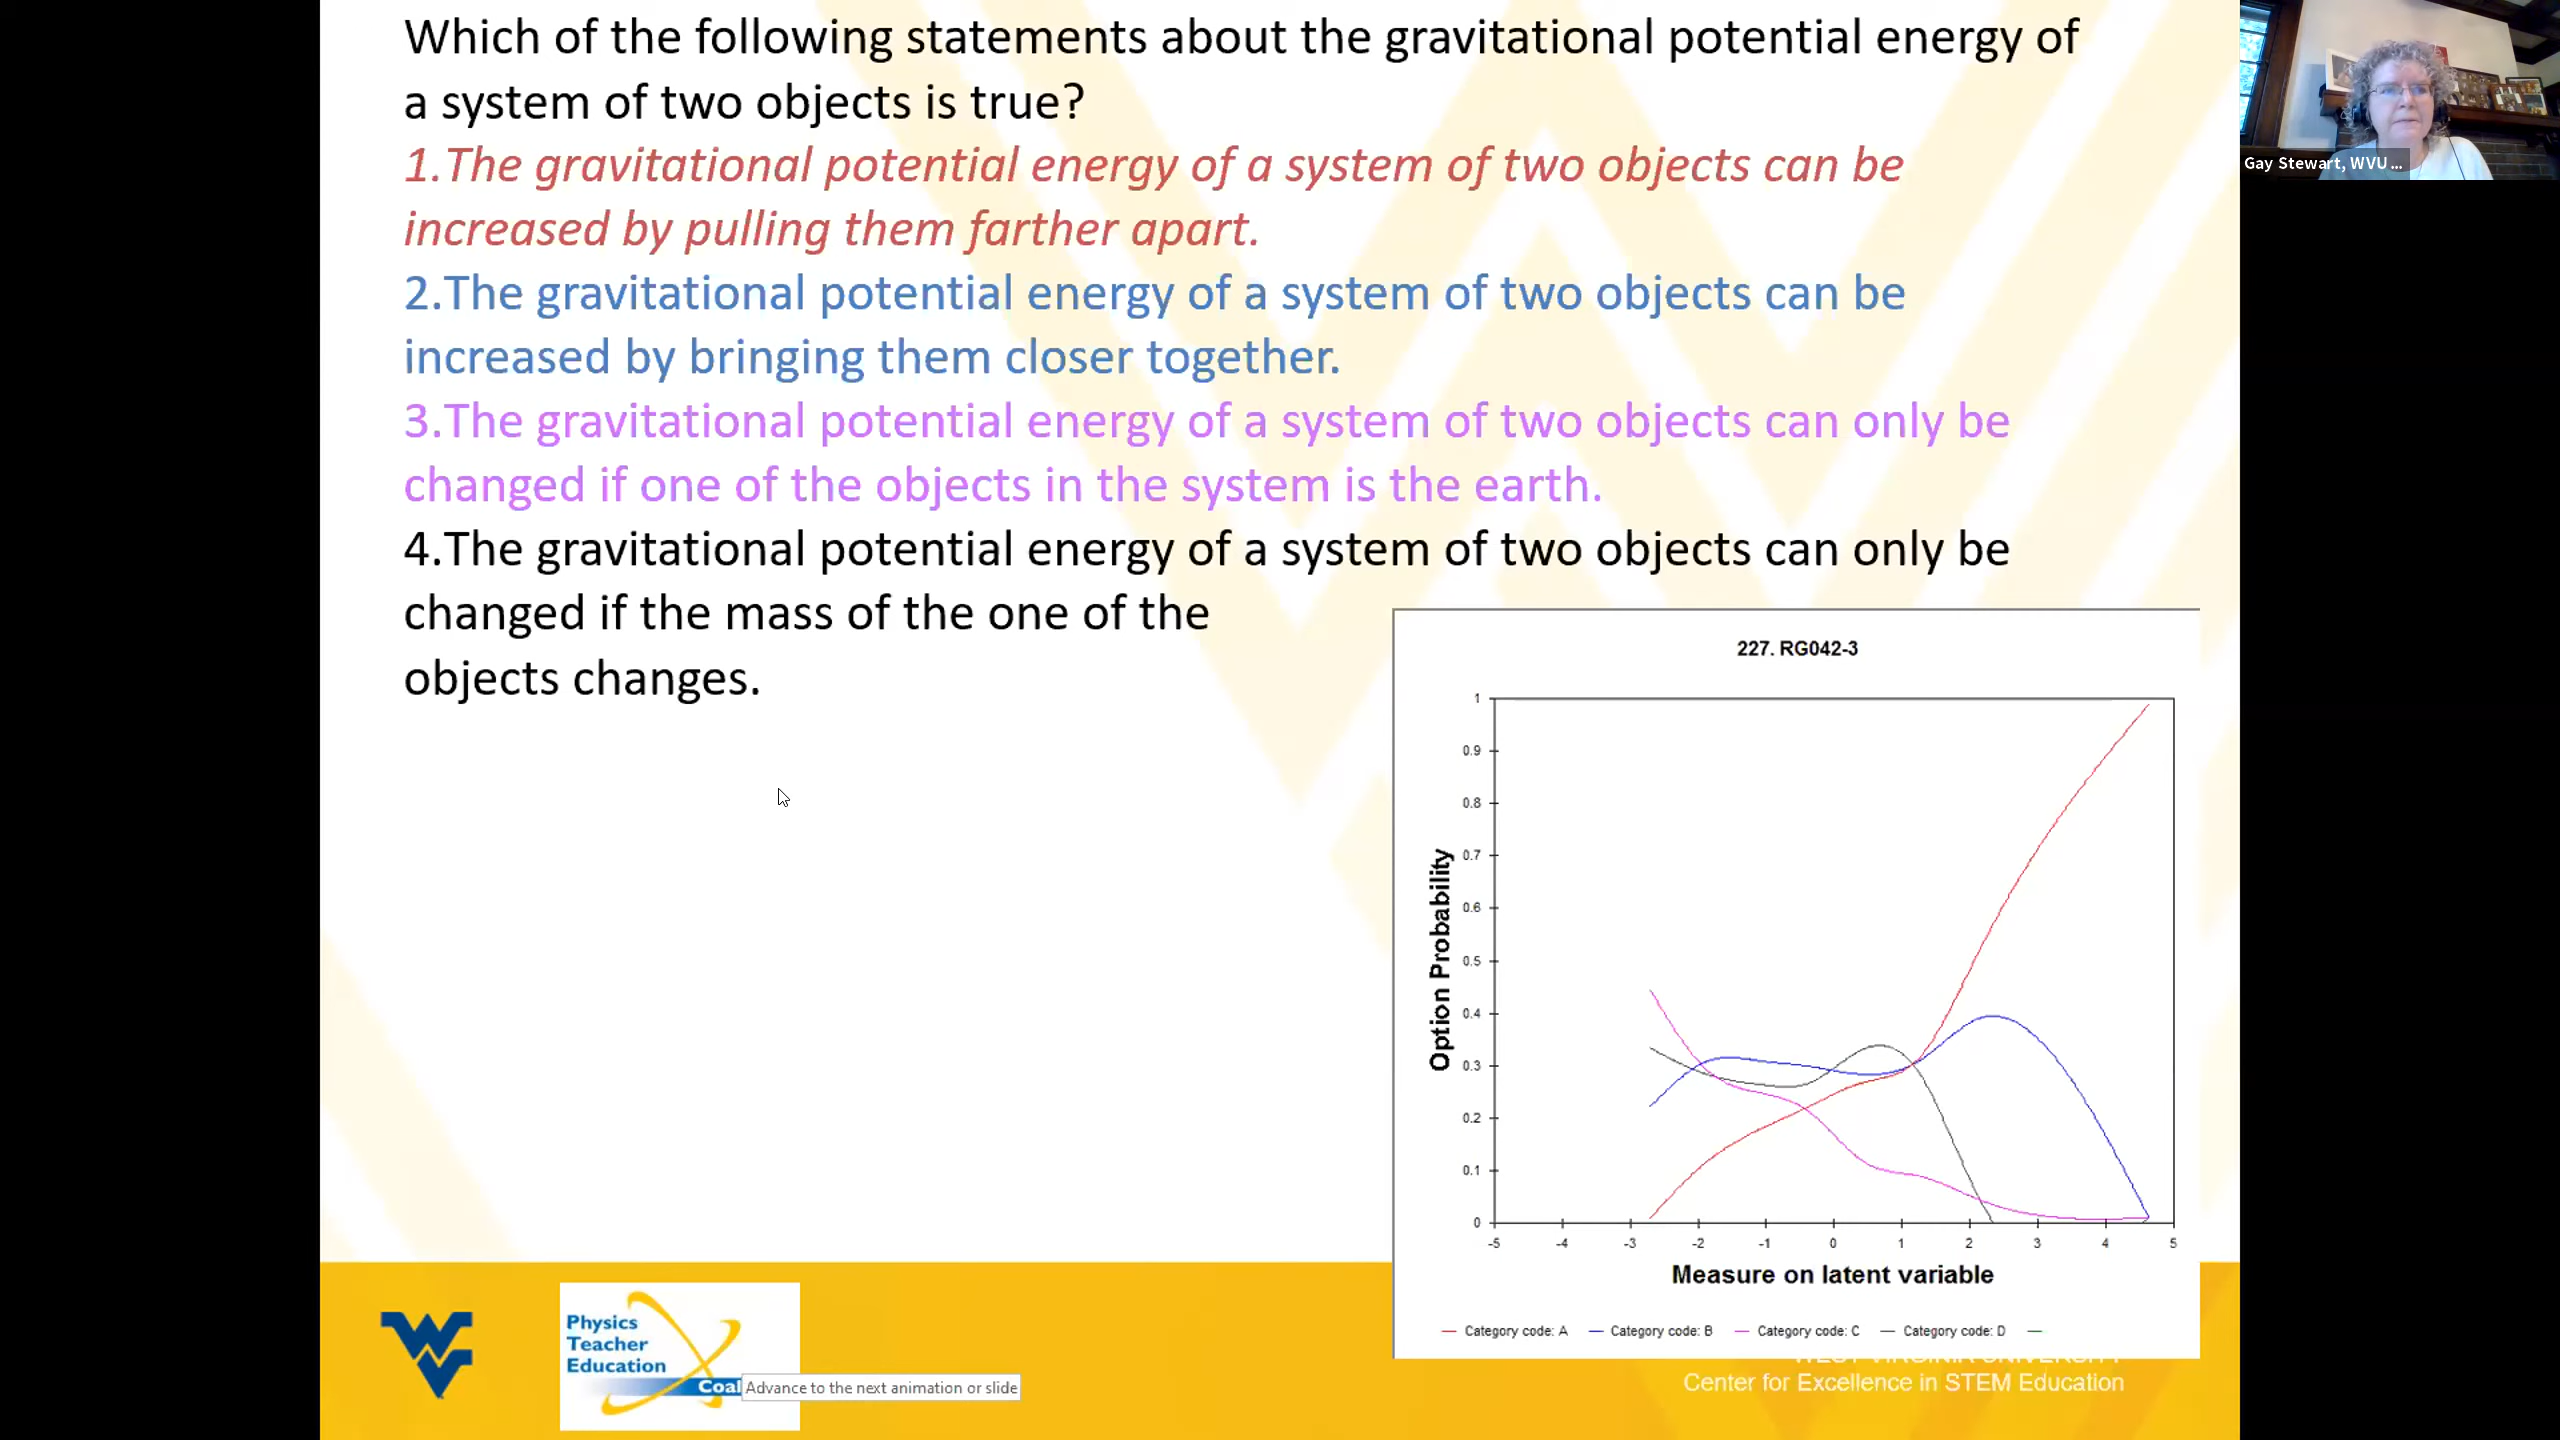 Which of the following statements about the gravitational potential energy of
a system of two objects is true?
1.The gravitational potential energy of a system of two objects can be
increased by pulling them farther apart.
2.The gravitational potential energy of a system of two objects can be
increased by bringing them closer together.
3.The gravitational potential energy of a system of two objects can only be
changed if one of the objects in the system is the earth.
4.The gravitational potential energy of a system of two objects can only be
changed if the mass of the one of the
objects changes.
Gay Stewart, WVU ...
227. RG042-3
Option Probability
1
0.9
0.8
0.7
0.6
0.5
0.4
0.3
0.2
0.1
0
-5 -4 -3 -2 -1 0 1 2 3 4 5
Measure on latent variable
Category code: A Category code: B Category code: C Category code: D
WV
Physics
Teacher
Education
Coal
Advance to the next animation or slide
WEST VIRGINIA UNIVERSITY
Center for Excellence in STEM Education